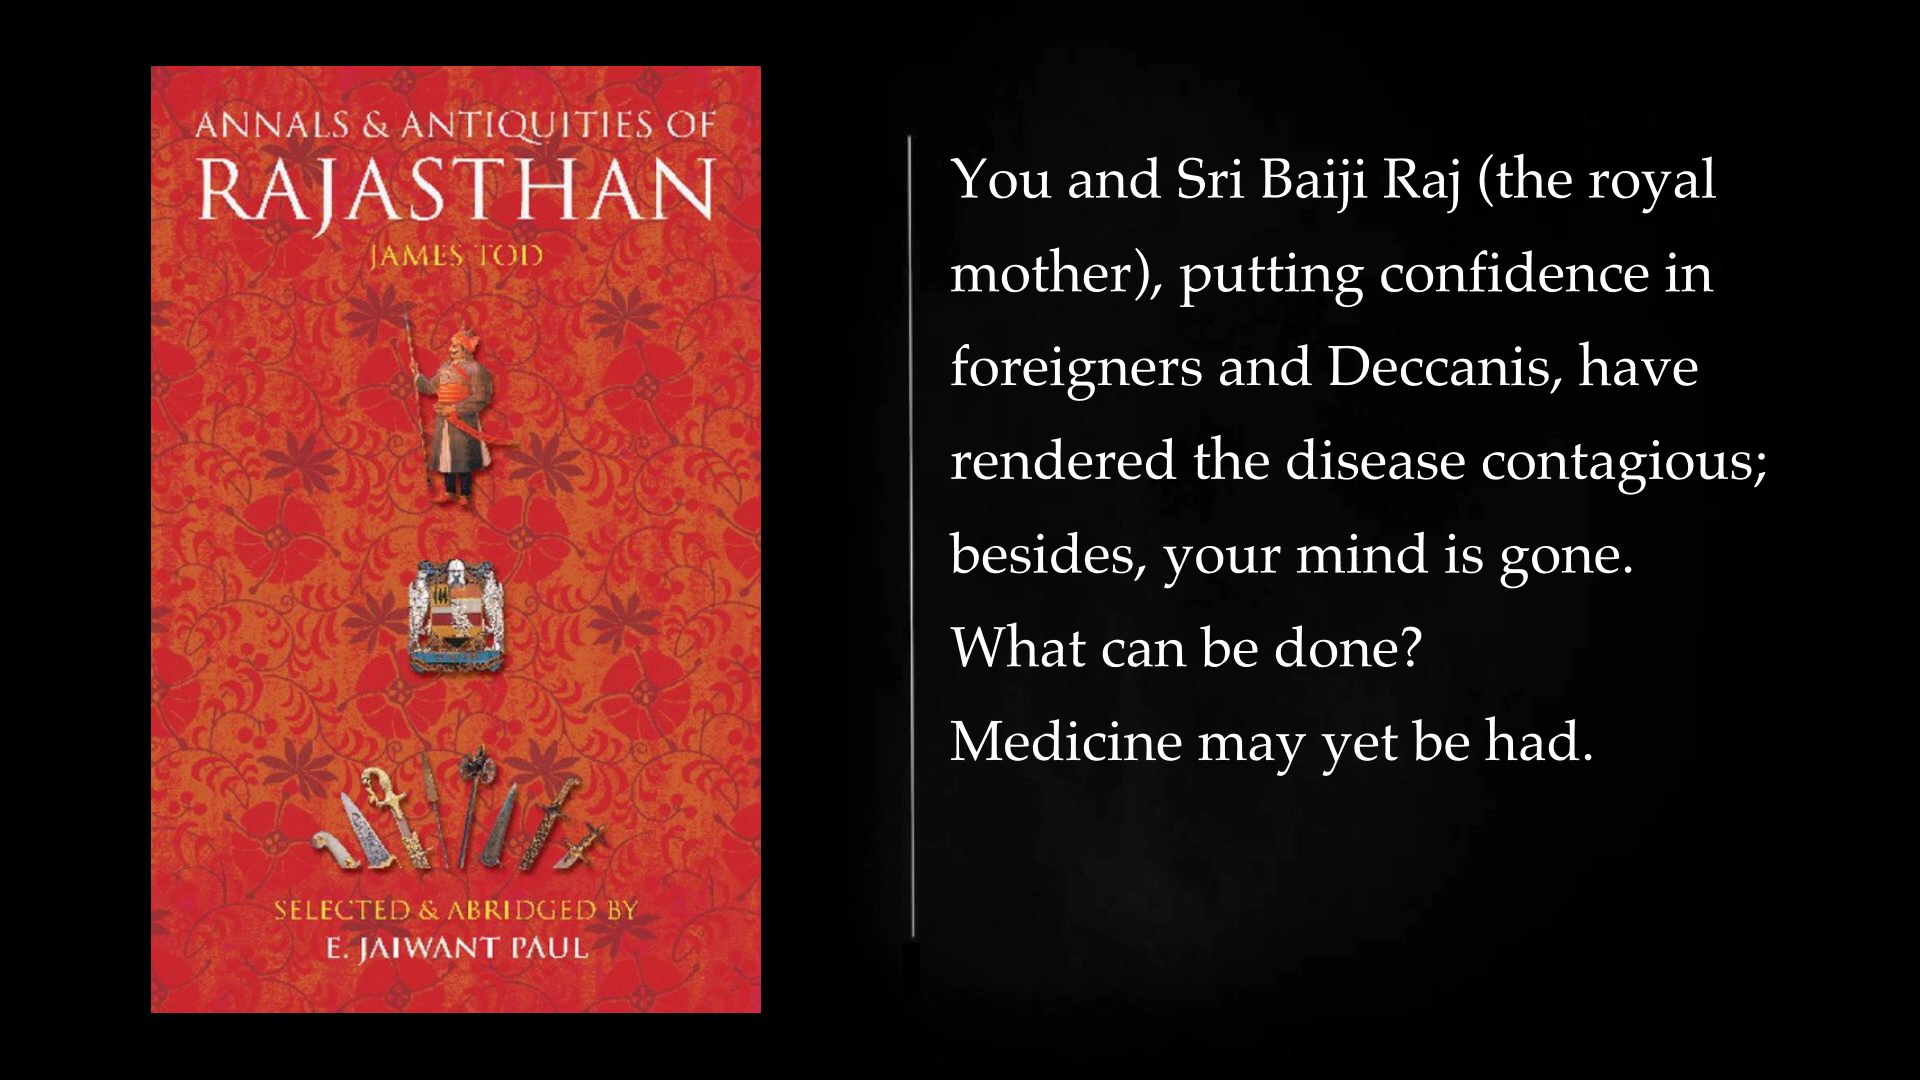 ANNALS & ANTIQUITIES OF
RAJASTHAN
JAMES TOD
SELECTED & ABRIDGED BY
E. JAIWANT PAUL
You and Sri Baiji Raj (the royal
mother), putting confidence in
foreigners and Deccanis, have
rendered the disease contagious;
besides, your mind is gone.
What can be done?
Medicine may yet be had.